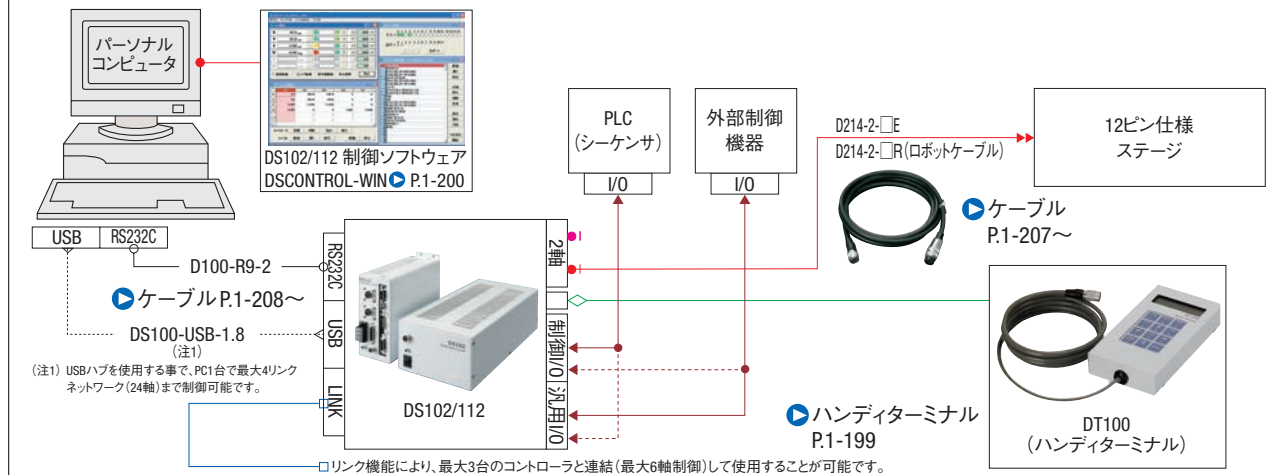 パーソナル
コンピュータ
DS102/112 制御ソフトウェア
DSCONTROL-WIN P.1-200
PLC
(シーケンサ)
I/O
外部制御
機器
I/O
D214-2-□E
D214-2-□R(ロボットケーブル)
12ピン仕様
ステージ
ケーブル
P.1-207～
USB
RS232C
D100-R9-2
ケーブルP.1-208～
DS100-USB-1.8
(注1)
(注1) USBハブを使用する事で、PC1台で最大4リンク
ネットワーク(24軸)まで制御可能です。
RS232C
USB
LINK
DS102/112
2軸
制御I/O
汎用I/O
ハンディターミナル
P.1-199
DT100
(ハンディターミナル)
リンク機能により、最大3台のコントローラと連結(最大6軸制御)して使用することが可能です。